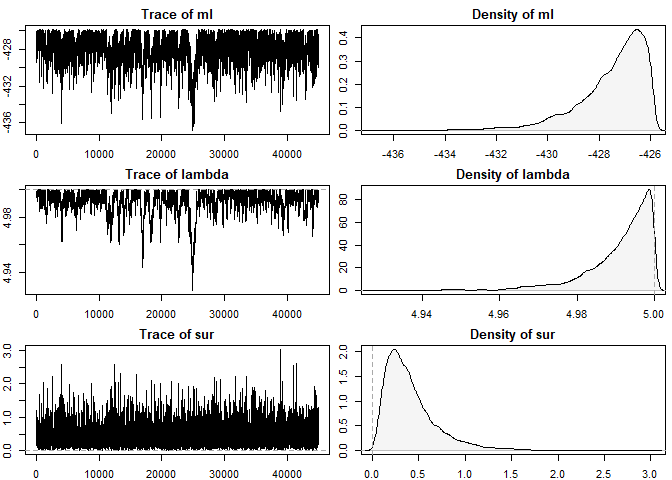 Trace of ml
Density of ml
-436 -432 -428
0 10000 20000 30000 40000
0.0 0.1 0.2 0.3 0.4
-436 -430 -428 -426
Trace of lambda
Density of lambda
4.94 4.98
0 10000 20000 30000 40000
0 20 40 60 80
4.94 4.96 4.98 5.00
Trace of sur
Density of sur
0.0 1.0 2.0 3.0
0 10000 20000 30000 40000
0.0 0.5 1.0 1.5 2.0
0.0 0.5 1.0 1.5 2.0 2.5 3.0